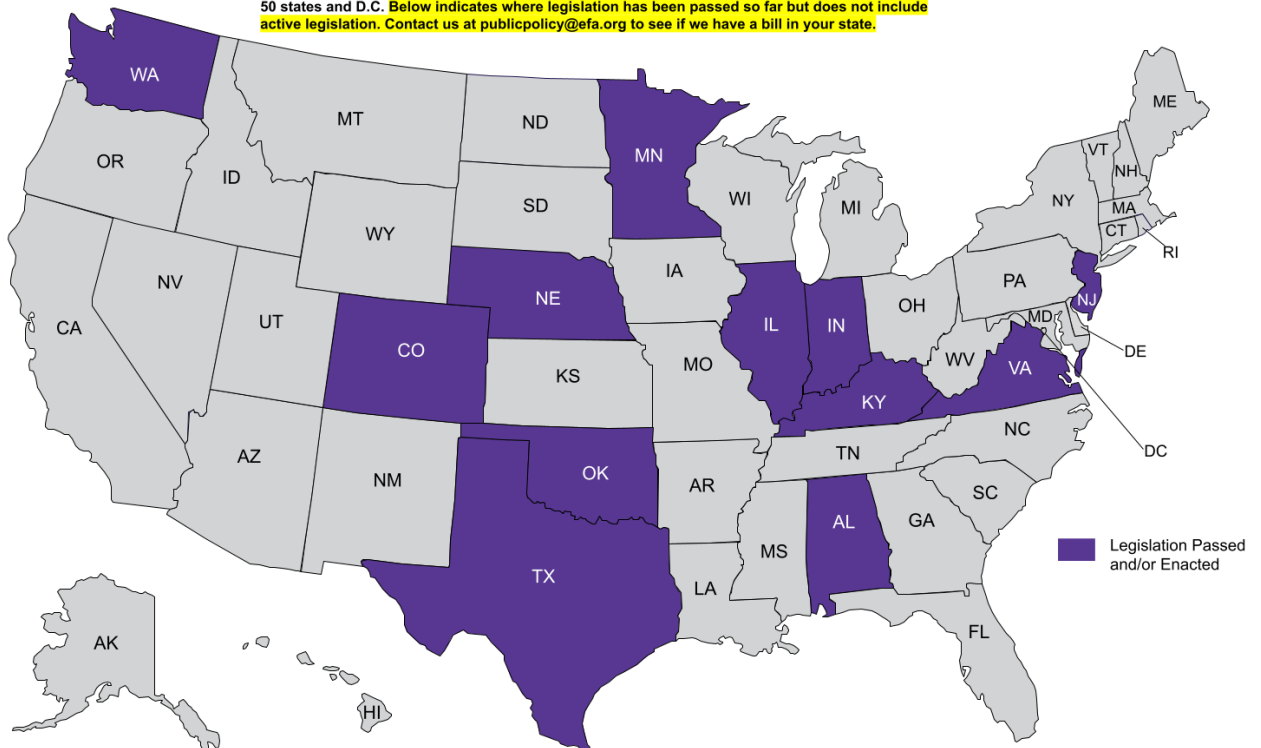 50 states and D.C. Below indicates where legislation has been passed so far but does not include
active legislation. Contact us at publicpolicy@efa.org to see if we have a bill in your state.
WA
MT
ND
MN
ME
OR
ID
SD
WI
MI
VT
NH
NY
MA
CT
RI
WY
IA
NE
PA
NV
UT
CO
IL
IN
OH
NJ
MD
DE
CA
KS
MO
WV
VA
KY
DC
AZ
NM
OK
AR
TN
NC
SC
MS
AL
GA
TX
LA
FL
Legislation Passed
and/or Enacted
AK
HI